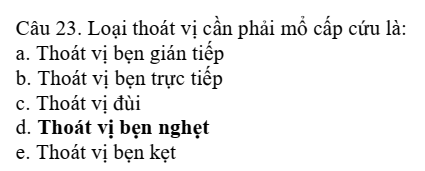 Câu 23. Loại thoát vị cần phải mổ cấp cứu là:
a. Thoát vị bẹn gián tiếp
b. Thoát vị bẹn trực tiếp
c. Thoát vị đùi
d. Thoát vị bẹn nghẹt
e. Thoát vị bẹn kẹt